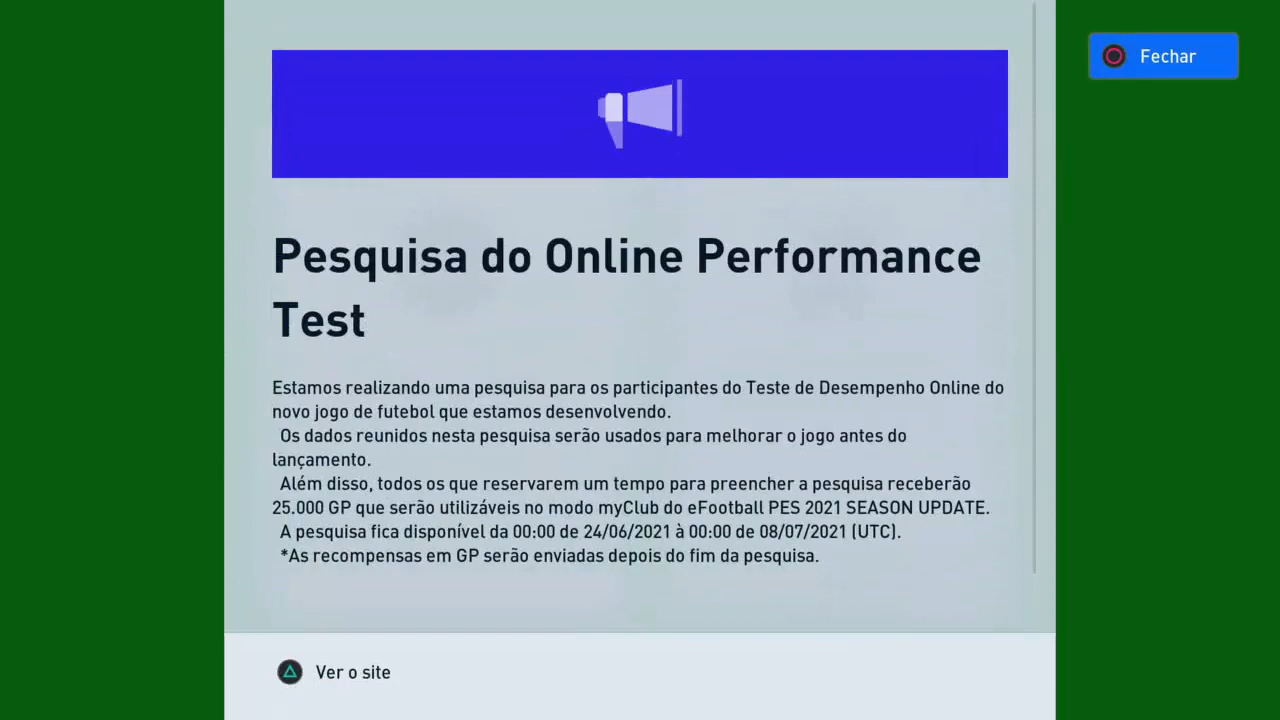 Fechar
Pesquisa do Online Performance
Test
Estamos realizando uma pesquisa para os participantes do Teste de Desempenho Online do
novo jogo de futebol que estamos desenvolvendo.
Os dados reunidos nesta pesquisa serão usados para melhorar o jogo antes do
lançamento.
Além disso, todos os que reservarem um tempo para preencher a pesquisa receberão
25.000 GP que serão utilizáveis no modo myClub do eFootball PES 2021 SEASON UPDATE.
A pesquisa fica disponível da 00:00 de 24/06/2021 à 00:00 de 08/07/2021 (UTC).
*As recompensas em GP serão enviadas depois do fim da pesquisa.
Ver o site